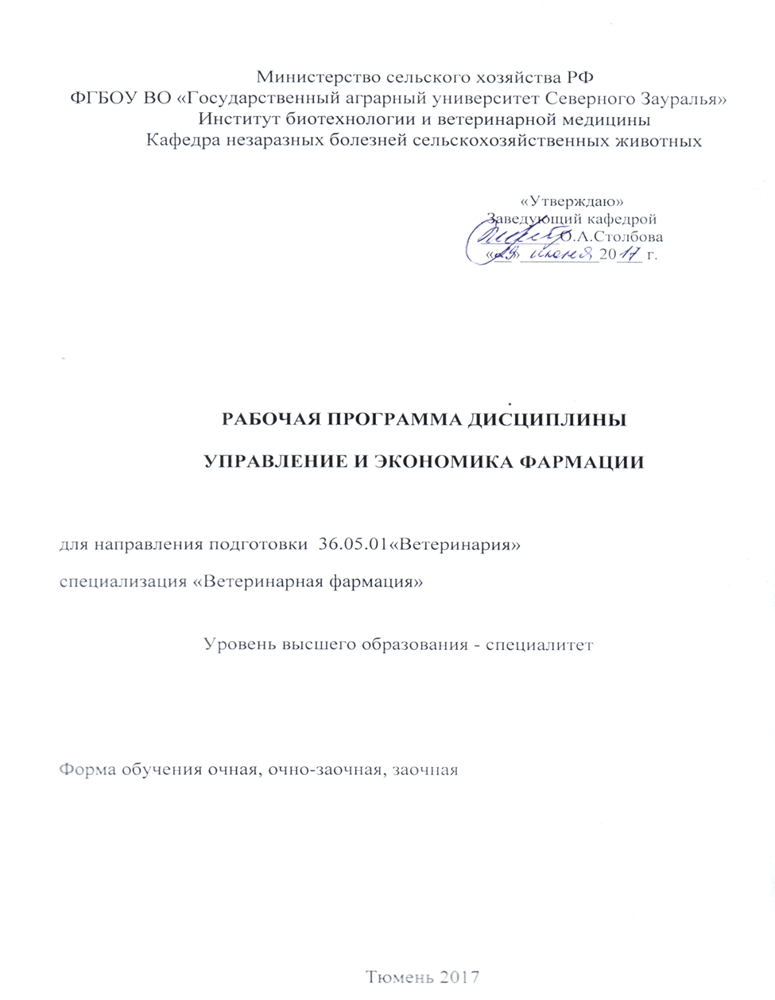 Министерство сельского хозяйства РФ
ФГБОУ ВО «Государственный аграрный университет Северного Зауралья»
Институт биотехнологии и ветеринарной медицины
Кафедра незаразных болезней сельскохозяйственных животных
«Утверждаю»
Заведующий кафедрой
О.А.Столбова
« » июня 2017 г.
РАБОЧАЯ ПРОГРАММА ДИСЦИПЛИНЫ
УПРАВЛЕНИЕ И ЭКОНОМИКА ФАРМАЦИИ
для направления подготовки 36.05.01«Ветеринария»
специализация «Ветеринарная фармация»
Уровень высшего образования - специалитет
Форма обучения очная, очно-заочная, заочная
Тюмень 2017